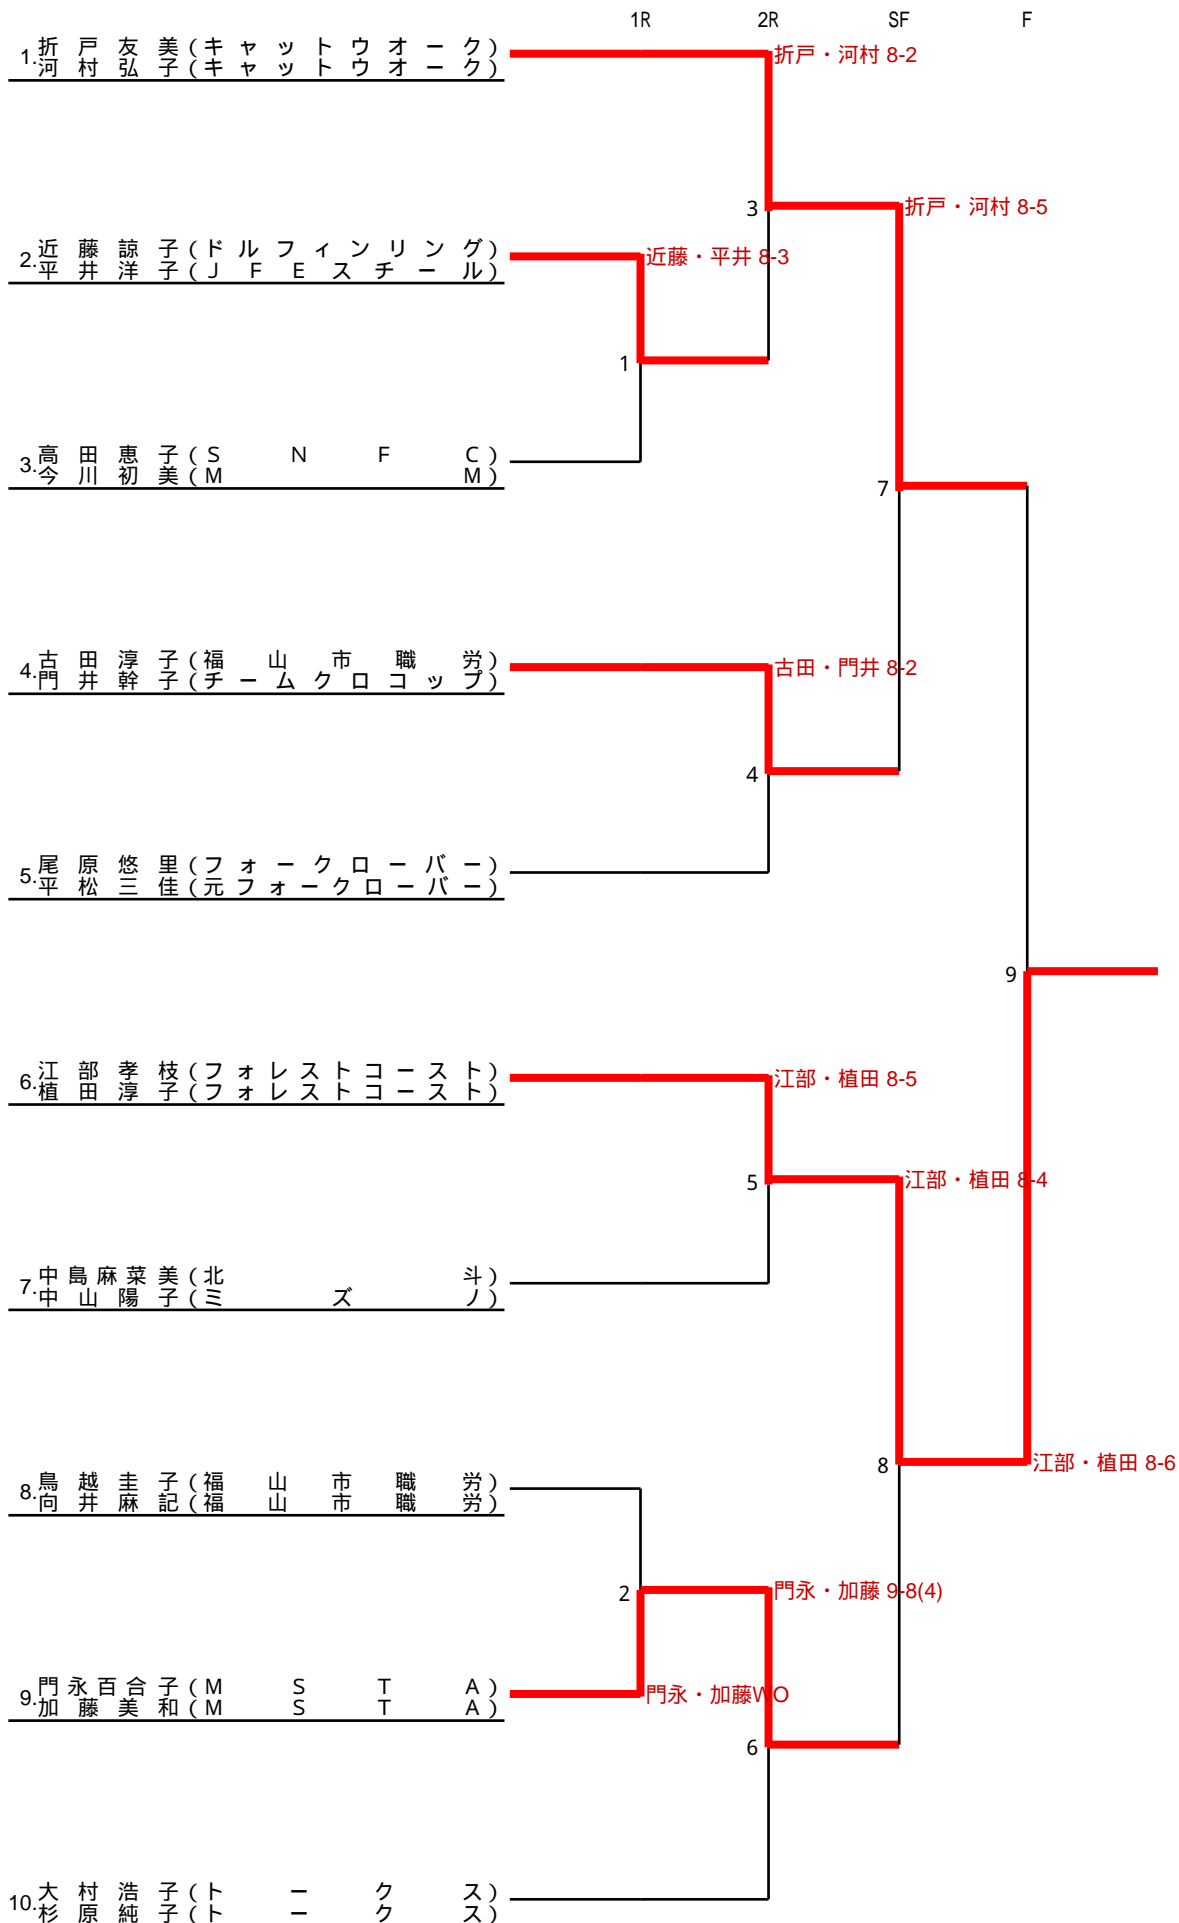 1R 2R SF F
1. 折戸友美(キャットウオーク)
河村弘子(キャットウオーク)
折戸・河村 8-2
3
折戸・河村 8-5
2. 近藤諒子(ドルフィンリング)
平井洋子(JFEスチール)
近藤・平井 8-3
1
3. 高田恵子(SNFC)
今川初美(MM)
7
4. 古田淳子(福山市職労)
門井幹子(チームクロコップ)
古田・門井 8-2
4
5. 尾原悠里(フォークローバー)
平松三佳(元フォークローバー)
9
6. 江部孝枝(フォレストコースト)
植田淳子(フォレストコースト)
江部・植田 8-5
5
江部・植田 8-4
7. 中島麻菜美(北斗)
中山陽子(ミズノ)
8
江部・植田 8-6
8. 鳥越圭子(福山市職労)
向井麻記(福山市職労)
2
門永・加藤 9-8(4)
9. 門永百合子(MSTA)
加藤美和(MSTA)
門永・加藤WO
6
10. 大村浩子(トークス)
杉原純子(トークス)